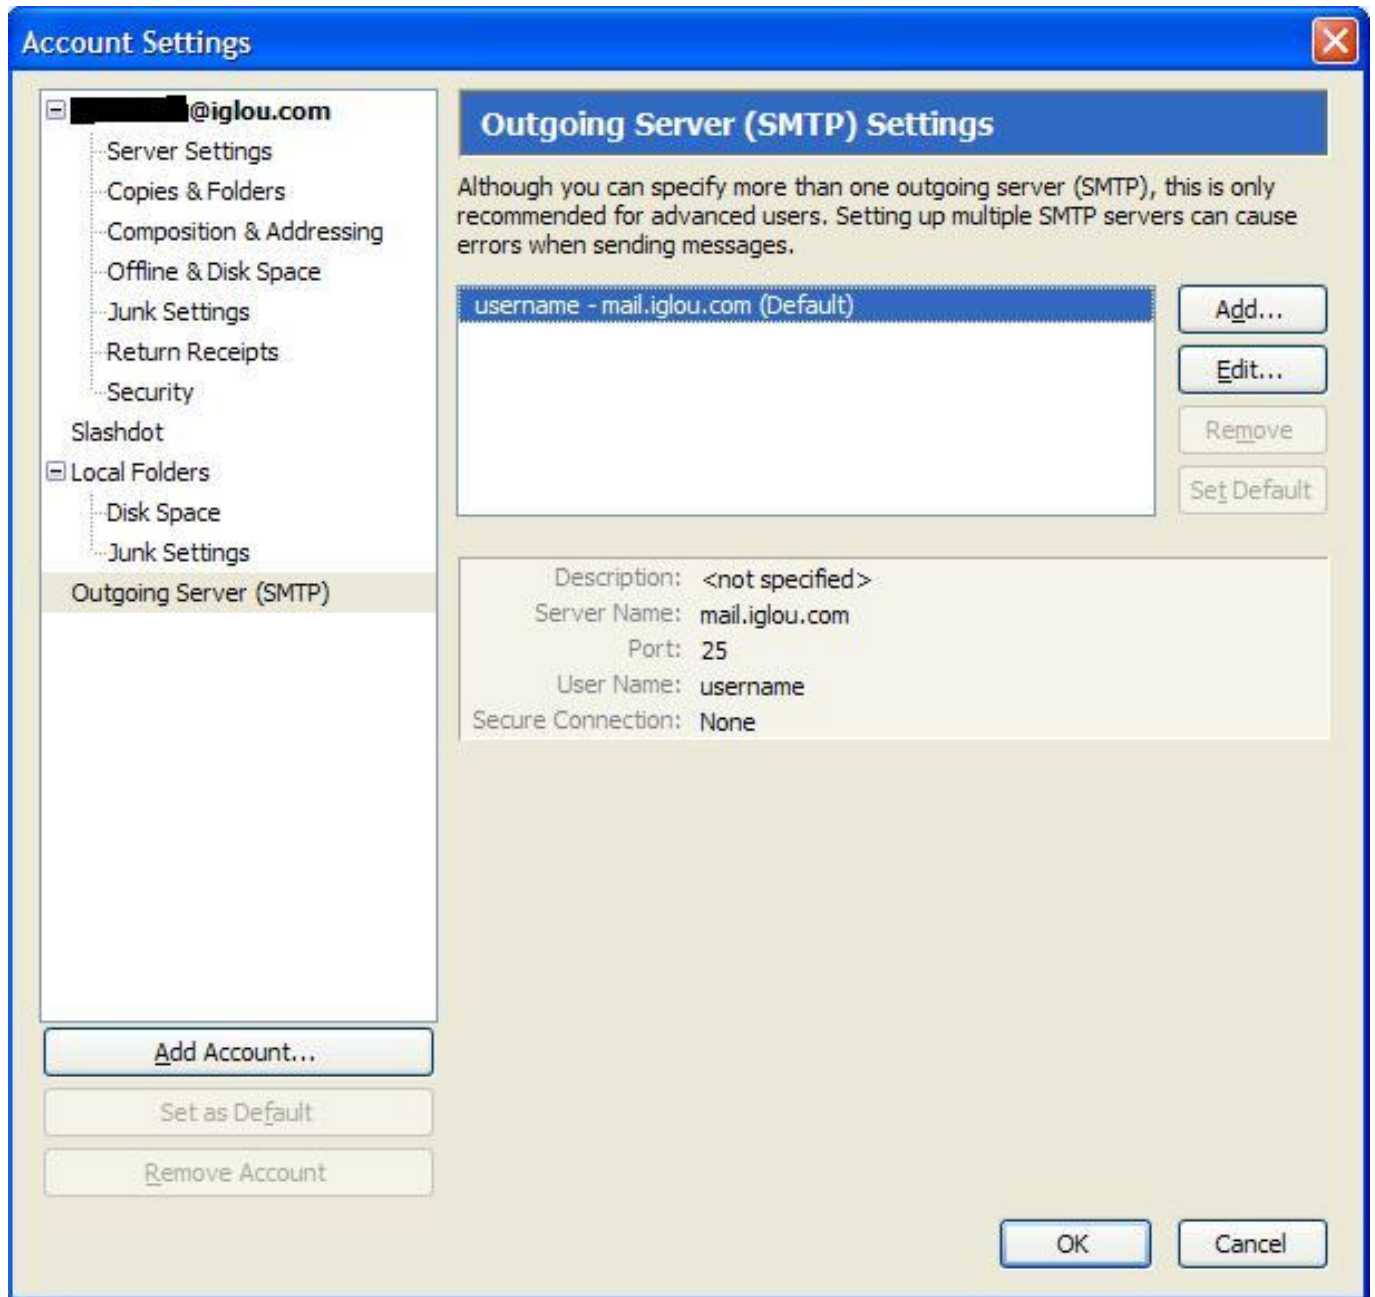 Account Settings
@iglou.com
Server Settings
Copies & Folders
Composition & Addressing
Offline & Disk Space
Junk Settings
Return Receipts
Security
Slashdot
Local Folders
Disk Space
Junk Settings
Outgoing Server (SMTP)
Add Account...
Set as Default
Remove Account
Outgoing Server (SMTP) Settings
Although you can specify more than one outgoing server (SMTP), this is only
recommended for advanced users. Setting up multiple SMTP servers can cause
errors when sending messages.
username - mail.iglou.com (Default)
Add...
Edit...
Remove
Set Default
Description: <not specified>
Server Name: mail.iglou.com
Port: 25
User Name: username
Secure Connection: None
OK
Cancel